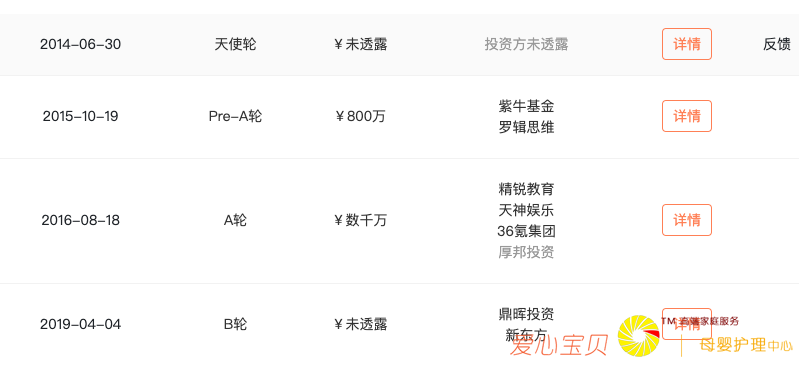 2014-06-30 天使轮 ¥未透露 投资方未透露 详情 反馈
2015-10-19 Pre-A轮 ¥800万 紫牛基金 详情
罗辑思维
2016-08-18 A轮 ¥数千万 精锐教育 详情
天神娱乐
36氪集团
厚邦投资
2019-04-04 B轮 ¥未透露 鼎晖投资 详情
新东方
爱心宝贝 TM 高端家庭服务
母婴护理中心